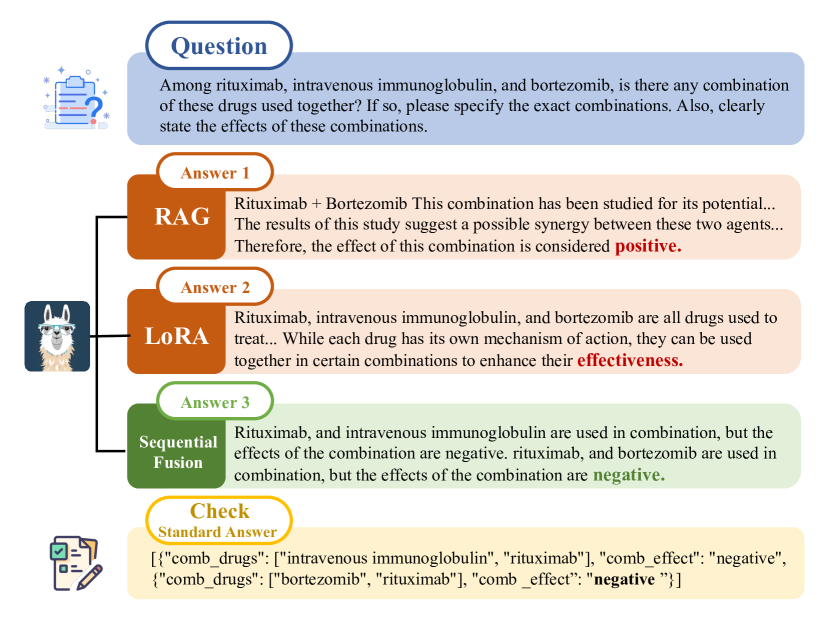 Question
Among rituximab, intravenous immunoglobulin, and bortezomib, is there any combination
of these drugs used together? If so, please specify the exact combinations. Also, clearly
state the effects of these combinations.
Answer 1
RAG
Rituximab + Bortezomib This combination has been studied for its potential...
The results of this study suggest a possible synergy between these two agents...
Therefore, the effect of this combination is considered positive.
Answer 2
LoRA
Rituximab, intravenous immunoglobulin, and bortezomib are all drugs used to
treat... While each drug has its own mechanism of action, they can be used
together in certain combinations to enhance their effectiveness.
Answer 3
Sequential
Fusion
Rituximab, and intravenous immunoglobulin are used in combination, but the
effects of the combination are negative. rituximab, and bortezomib are used in
combination, but the effects of the combination are negative.
Check
Standard Answer
[{"comb_drugs": ["intravenous immunoglobulin", "rituximab"], "comb_effect": "negative",
{"comb_drugs": ["bortezomib", "rituximab"], "comb _effect”: "negative ”}]